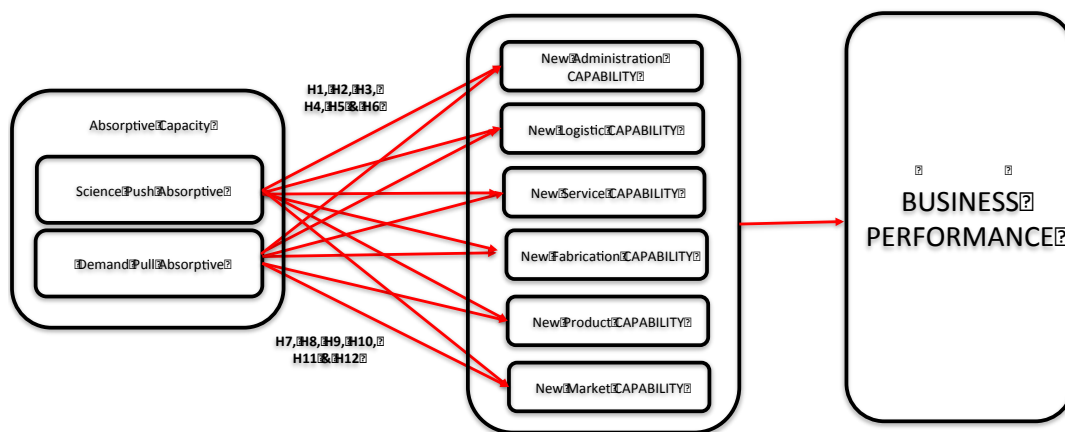 Absorptive Capacity
Science Push Absorptive
Demand Pull Absorptive
H1, H2, H3,
H4, H5 & H6
H7, H8, H9, H10,
H11 & H12
New Administration
CAPABILITY
New Logistic CAPABILITY
New Service CAPABILITY
New Fabrication CAPABILITY
New Product CAPABILITY
New Market CAPABILITY
BUSINESS
PERFORMANCE